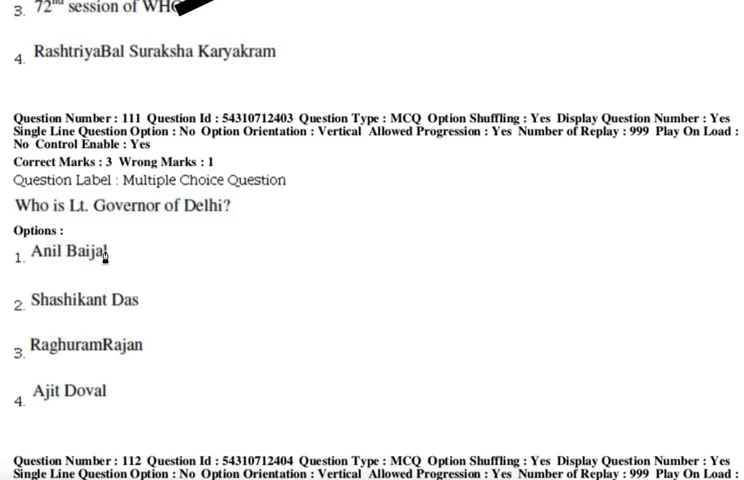 3. 72nd session of WHO
4. RashtriyaBal Suraksha Karyakram
Question Number : 111 Question Id : 54310712403 Question Type : MCQ Option Shuffling : Yes Display Question Number : Yes
Single Line Question Option : No Option Orientation : Vertical Allowed Progression : Yes Number of Replay : 999 Play On Load :
No Control Enable : Yes
Correct Marks : 3 Wrong Marks : 1
Question Label : Multiple Choice Question
Who is Lt. Governor of Delhi?
Options :
1. Anil Baijal
2. Shashikant Das
3. RaghuramRajan
4. Ajit Doval
Question Number : 112 Question Id : 54310712404 Question Type : MCQ Option Shuffling : Yes Display Question Number : Yes
Single Line Question Option : No Option Orientation : Vertical Allowed Progression : Yes Number of Replay : 999 Play On Load :